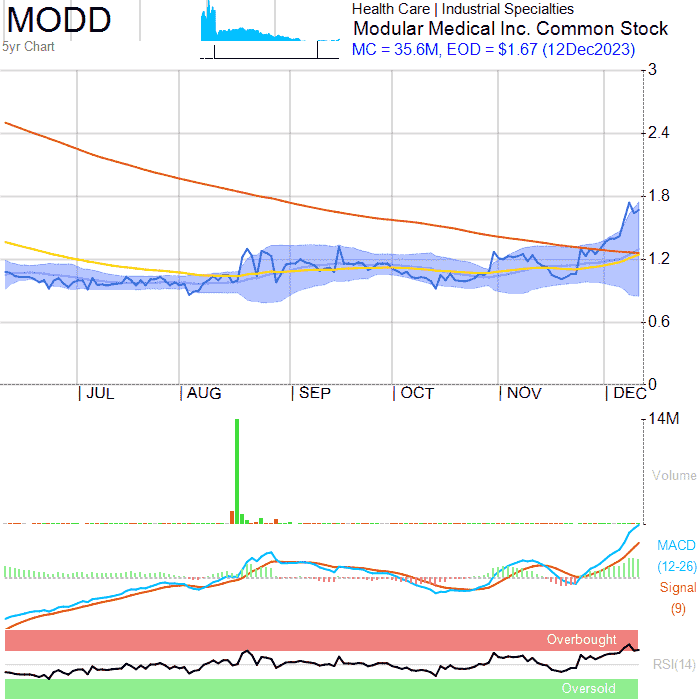 MODD
5yr Chart
Health Care | Industrial Specialties
Modular Medical Inc. Common Stock
MC = 35.6M, EOD = $1.67 (12Dec2023)
3
2.4
1.8
1.2
0.6
0
| JUL
| AUG
| SEP
| OCT
| NOV
| DEC
14M
Volume
MACD
(12-26)
Signal
(9)
Overbought
RSI(14)
Oversold